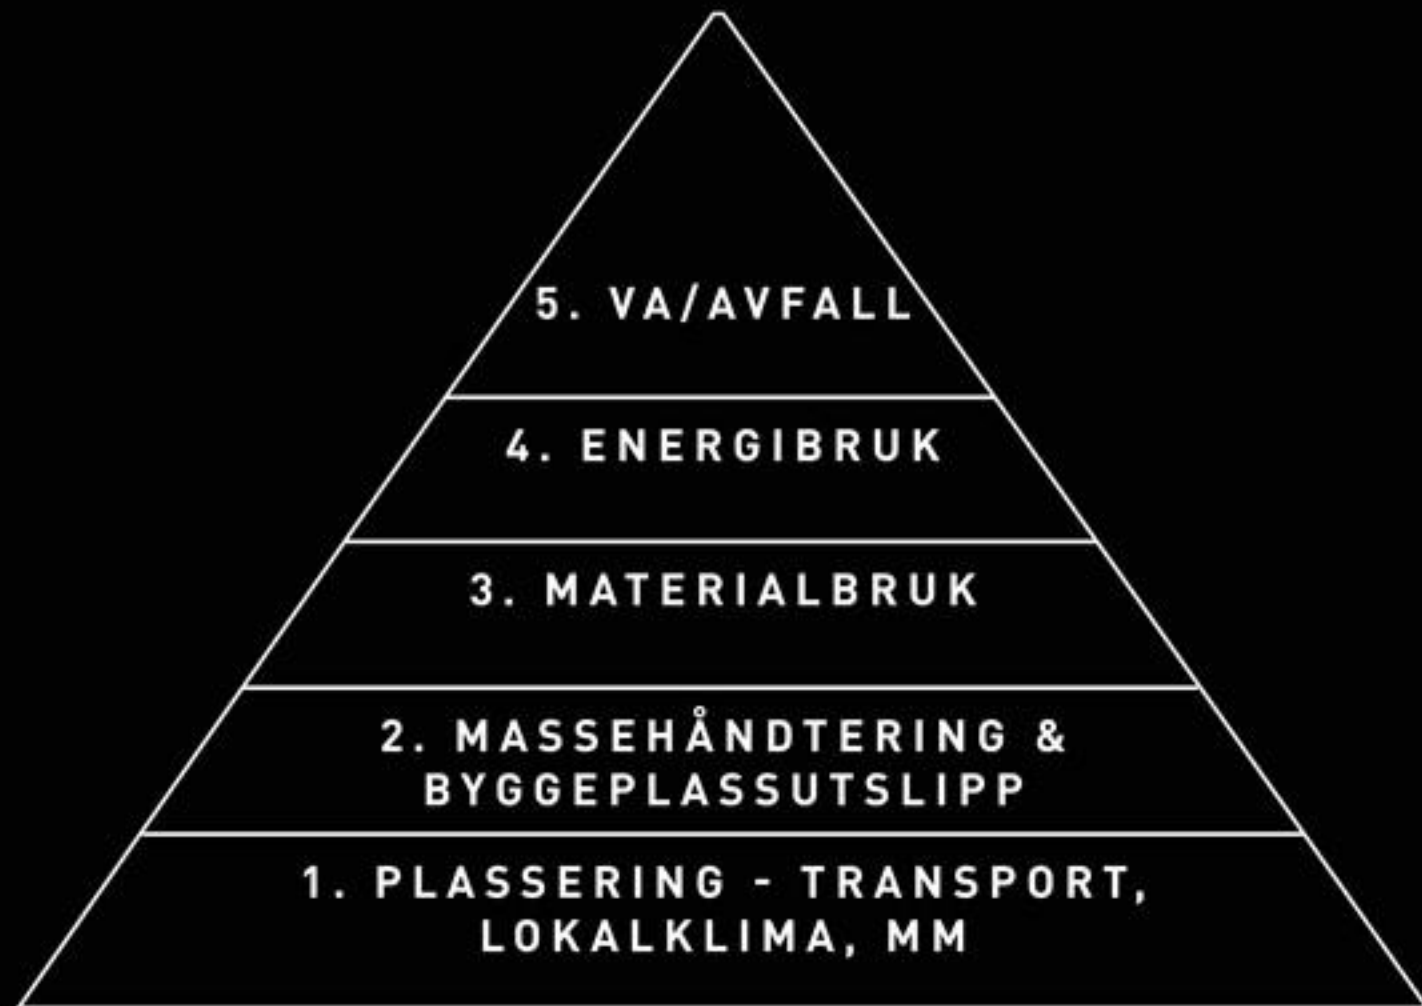 5. VA/AVFALL
4. ENERGIBRUK
3. MATERIALBRUK
2. MASSEHÅNDTERING &
BYGGEPLASSUTSLIPP
1. PLASSERING - TRANSPORT,
LOKALKLIMA, MM